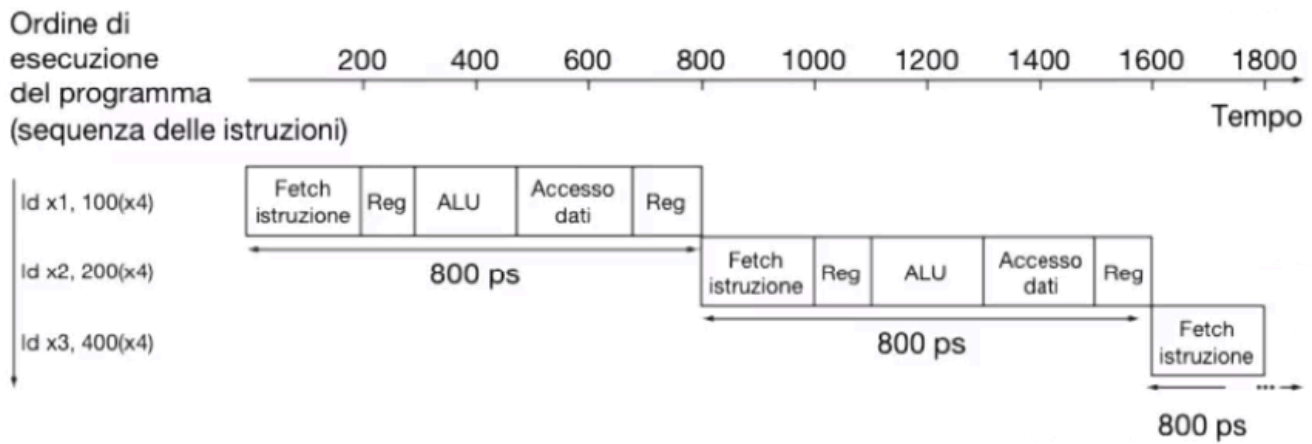 Ordine di
esecuzione
del programma
(sequenza delle istruzioni)
200 400 600 800 1000 1200 1400 1600 1800
Tempo
ld x1, 100(x4)
Fetch
istruzione
Reg
ALU
Accesso
dati
Reg
800 ps
ld x2, 200(x4)
Fetch
istruzione
Reg
ALU
Accesso
dati
Reg
800 ps
ld x3, 400(x4)
Fetch
istruzione
...
800 ps